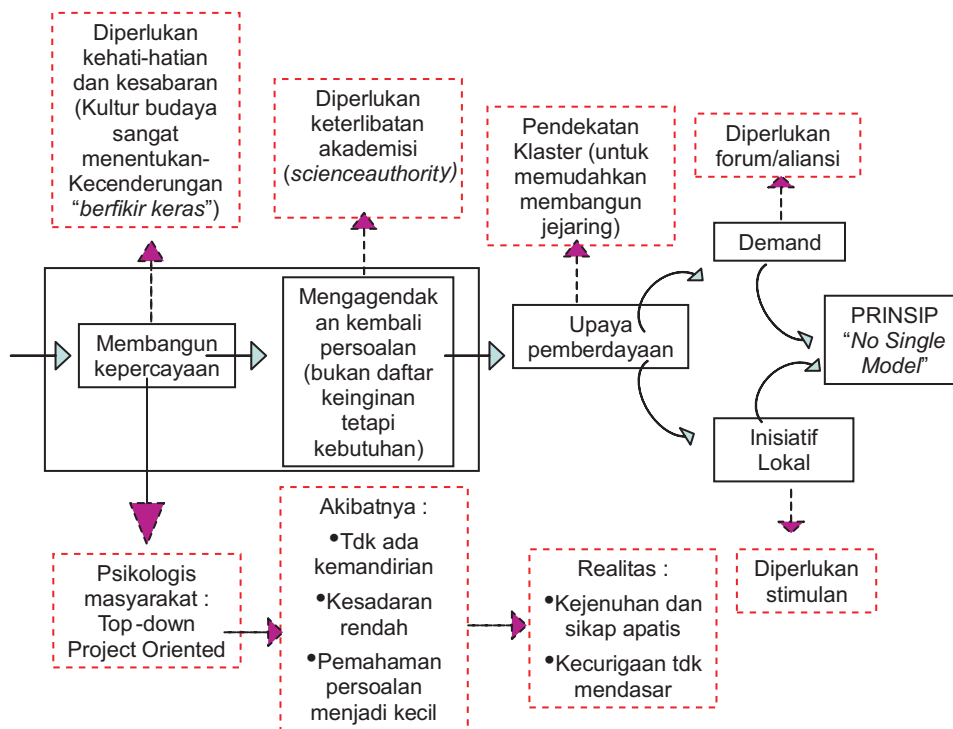 Diperlukan
kehati-hatian
dan kesabaran
(Kultur budaya
sangat
menentukan-
Kecenderungan
“berfikir keras”)
Diperlukan
keterlibatan
akademisi
(scienceauthority)
Pendekatan
Klaster (untuk
memudahkan
membangun
jejaring)
Diperlukan
forum/aliansi
Membangun
kepercayaan
Mengagendak
an kembali
persoalan
(bukan daftar
keinginan
tetapi
kebutuhan)
Upaya
pemberdayaan
Demand
Inisiatif
Lokal
PRINSIP
“No Single
Model”
Psikologis
masyarakat :
Top-down
Project Oriented
Akibatnya :
•Tdk ada
kemandirian
•Kesadaran
rendah
•Pemahaman
persoalan
menjadi kecil
Realitas :
•Kejenuhan dan
sikap apatis
•Kecurigaan tdk
mendasar
Diperlukan
stimulan